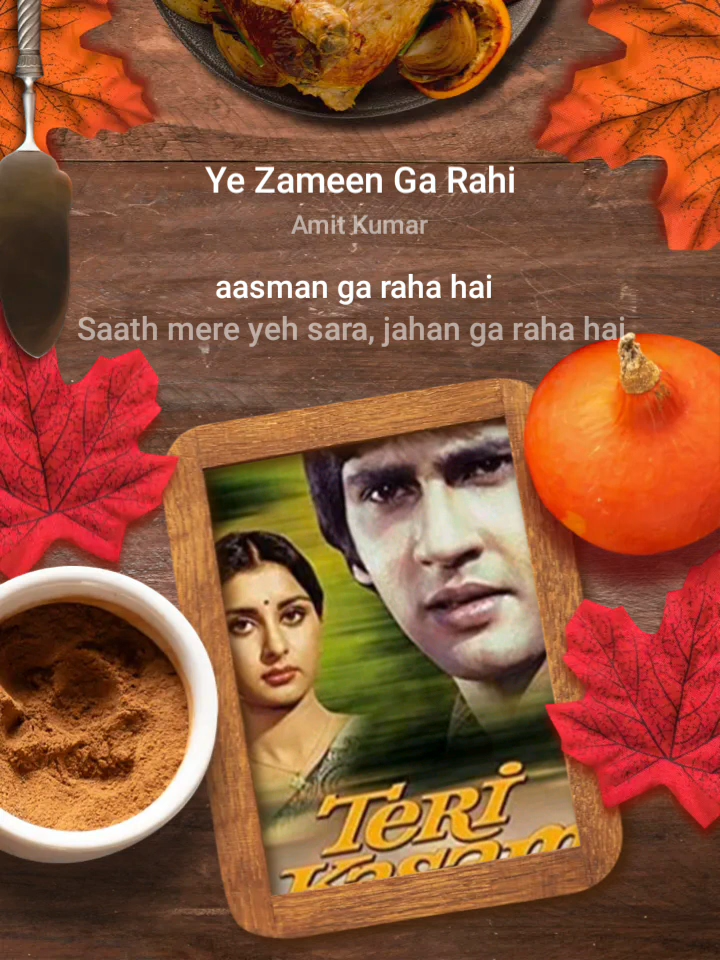 Ye Zameen Ga Rahi
Amit Kumar
aasman ga raha hai
Saath mere yeh sara, jahan ga raha hai
TeRi
Kasam